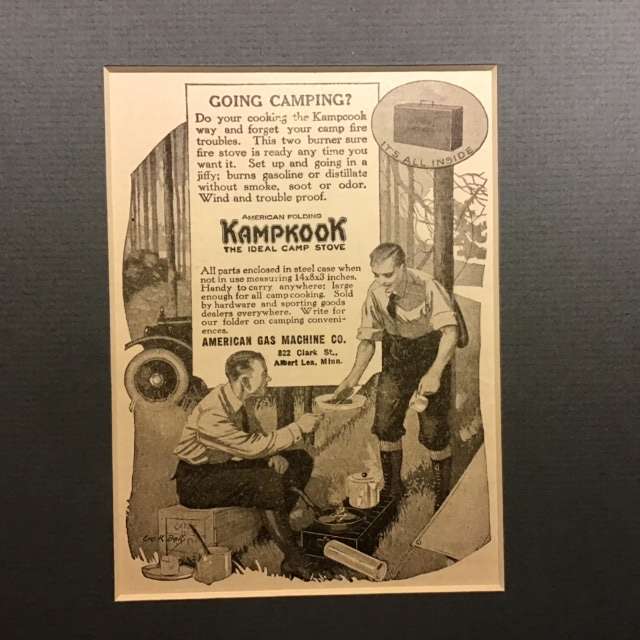 GOING CAMPING?
Do your cooking the Kampcook
way and forget your camp fire
troubles. This two burner sure
fire stove is ready any time you
want it. Set up and going in a
jiffy; burns gasoline or distillate
without smoke, soot or odor.
Wind and trouble proof.
IT'S ALL INSIDE
AMERICAN FOLDING
KAMPKOOK
THE IDEAL CAMP STOVE
All parts enclosed in steel case when
not in use measuring 14x8x3 inches.
Handy to carry anywhere; large
enough for all camp cooking. Sold
by hardware and sporting goods
dealers everywhere. Write for
our folder on camping conveni-
ences.
AMERICAN GAS MACHINE CO.
822 Clark St.,
Albert Lea, Minn.